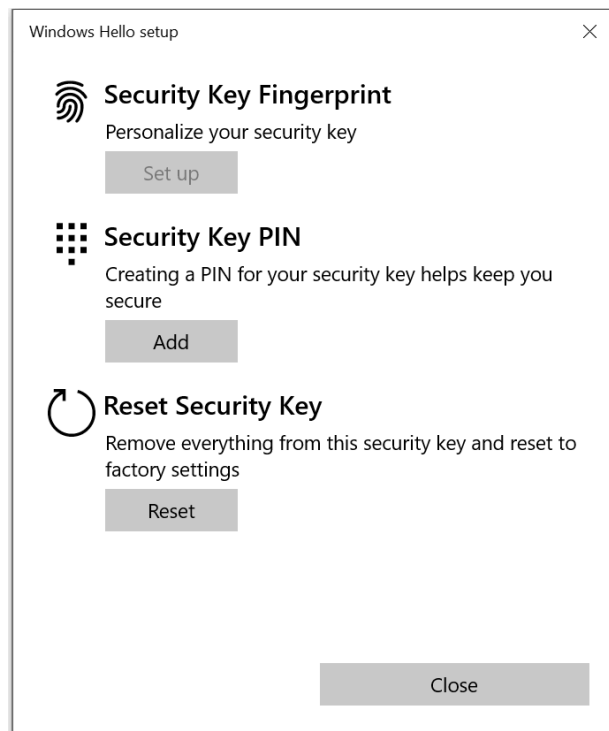 Windows Hello setup
Security Key Fingerprint
Personalize your security key
Set up
Security Key PIN
Creating a PIN for your security key helps keep you
secure
Add
Reset Security Key
Remove everything from this security key and reset to
factory settings
Reset
Close